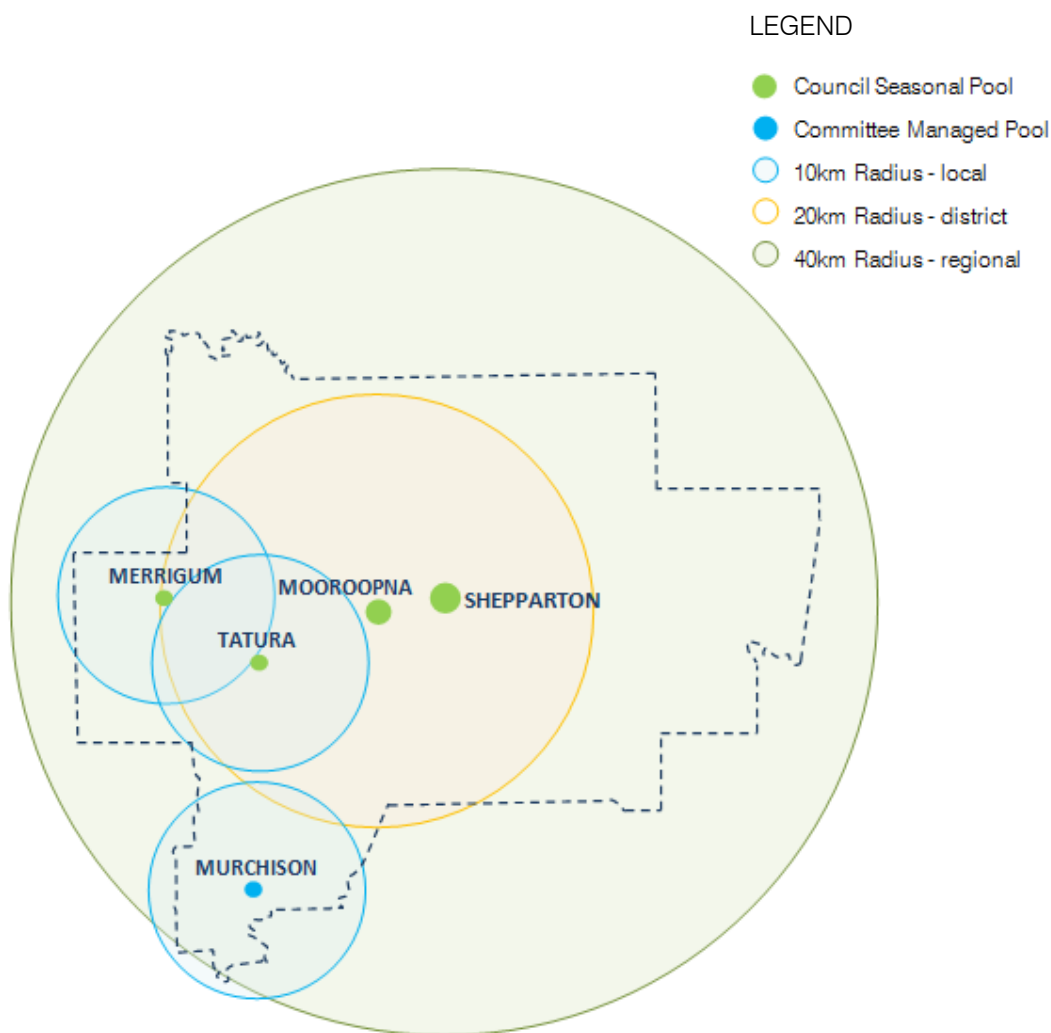 LEGEND
Council Seasonal Pool
Committee Managed Pool
10km Radius - local
20km Radius - district
40km Radius - regional
MERRIGUM
MOOROOPNA
SHEPPARTON
TATURA
MURCHISON